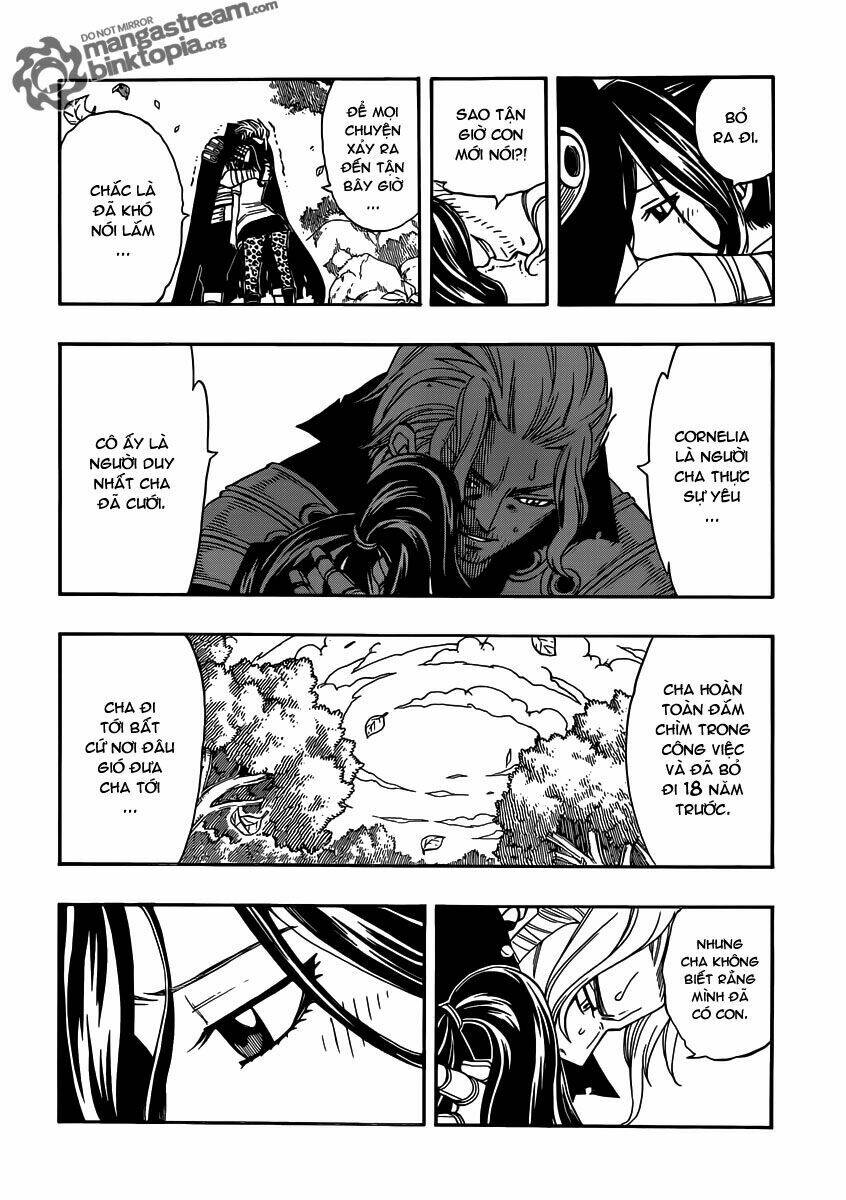 DO NOT MIRROR
mangastream.com
binktopia.org
BỎ
RA ĐI.
SAO TẬN
GIỜ CON
MỚI NÓI?!
ĐỂ MỌI
CHUYỆN
XẢY RA
ĐẾN TẬN
BÂY GIỜ
...
CHẮC LÀ
ĐÃ KHÓ
NÓI LẮM
...
CORNELIA
LÀ NGƯỜI
CHA THỰC
SỰ YÊU
...
CÔ ẤY LÀ
NGƯỜI DUY
NHẤT CHA
ĐÃ CƯỚI.
CHA HOÀN
TOÀN ĐẤM
CHÌM TRONG
CÔNG VIỆC
VÀ ĐÃ BỎ
ĐI 18 NĂM
TRƯỚC.
CHA ĐI
TỚI BẤT
CỨ NƠI ĐÂU
GIÓ ĐƯA
CHA TỚI
...
NHƯNG
CHA KHÔNG
BIẾT RẰNG
MÌNH ĐÃ
CÓ CON.